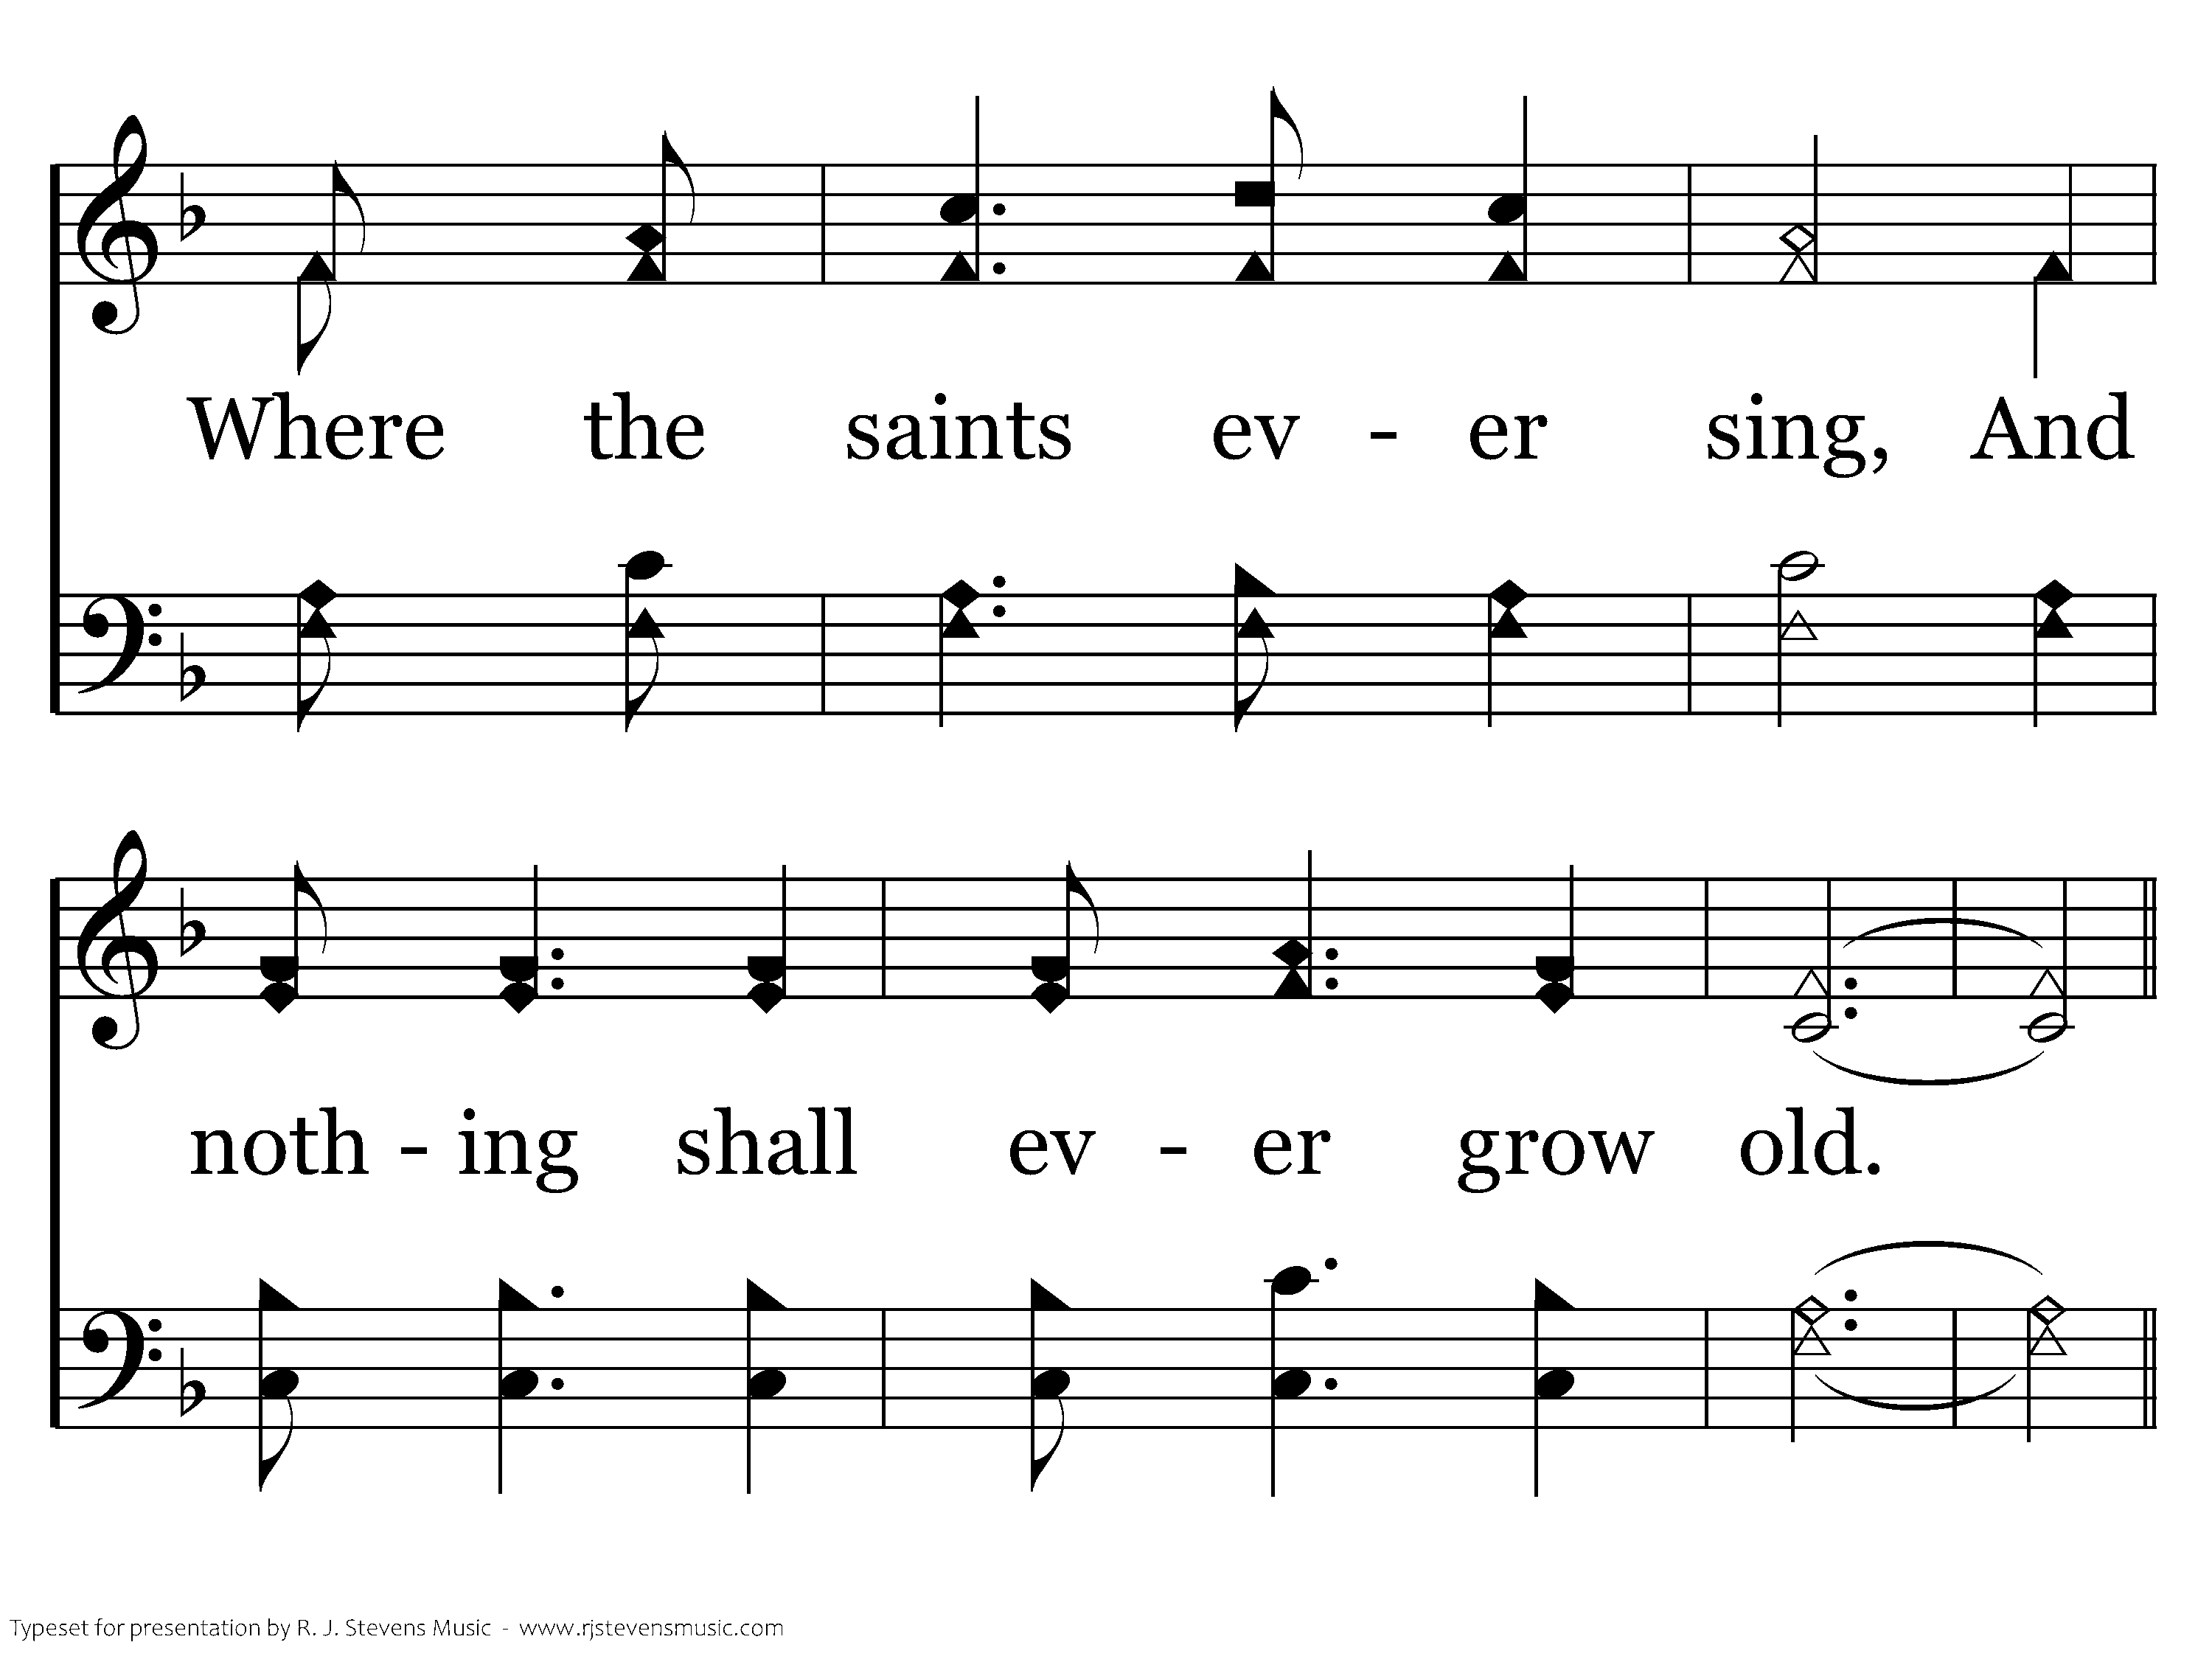 Where the saints ev - er sing, And
noth - ing shall ev - er grow old.
Typeset for presentation by R. J. Stevens Music - www.rjstevensmusic.com